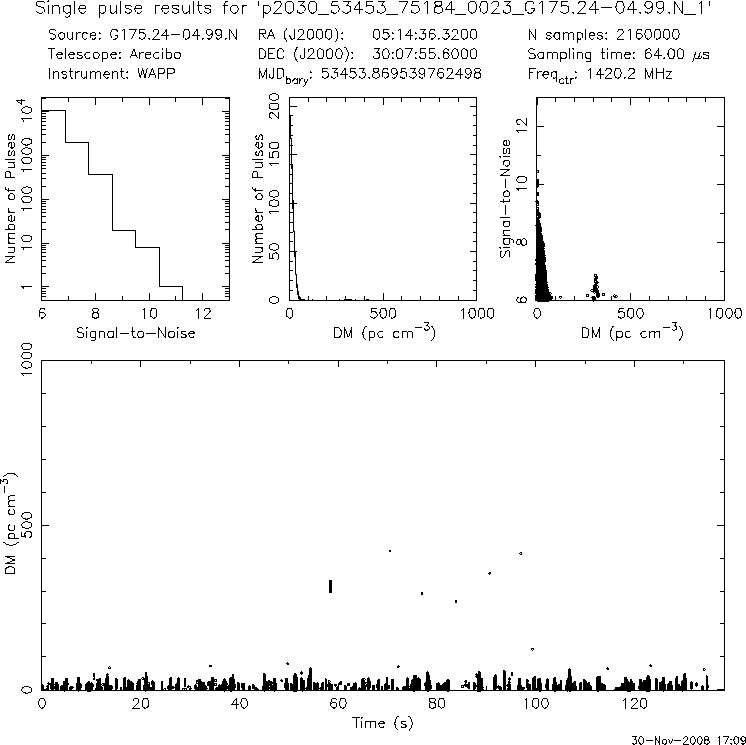 Single pulse results for 'p2030_53453_75184_0023_G175.24-04.99.N_1'
Source: G175.24-04.99.N RA (J2000): 05:14:36.3200 N samples: 2160000
Telescope: Arecibo DEC (J2000): 30:07:55.6000 Sampling time: 64.00 μs
Instrument: WAPP MJDbary: 53453.869539762498 Freqctr: 1420.2 MHz
Number of Pulses
1 10 100 1000 10^4
6 8 10 12
Signal-to-Noise
Number of Pulses
0 50 100 150 200
0 500 1000
DM (pc cm^-3)
Signal-to-Noise
6 8 10 12
0 500 1000
DM (pc cm^-3)
DM (pc cm^-3)
0 500 1000
0 20 40 60 80 100 120
Time (s)
30-Nov-2008 17:09